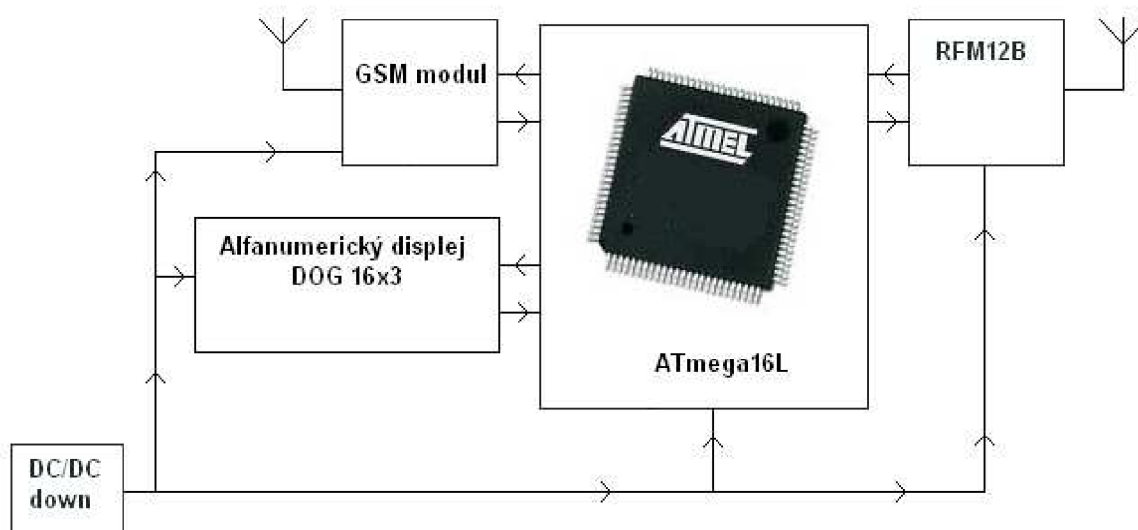 GSM modul
ATMEL
RFM12B
Alfanumerický displej
DOG 16x3
ATmega16L
DC/DC
down